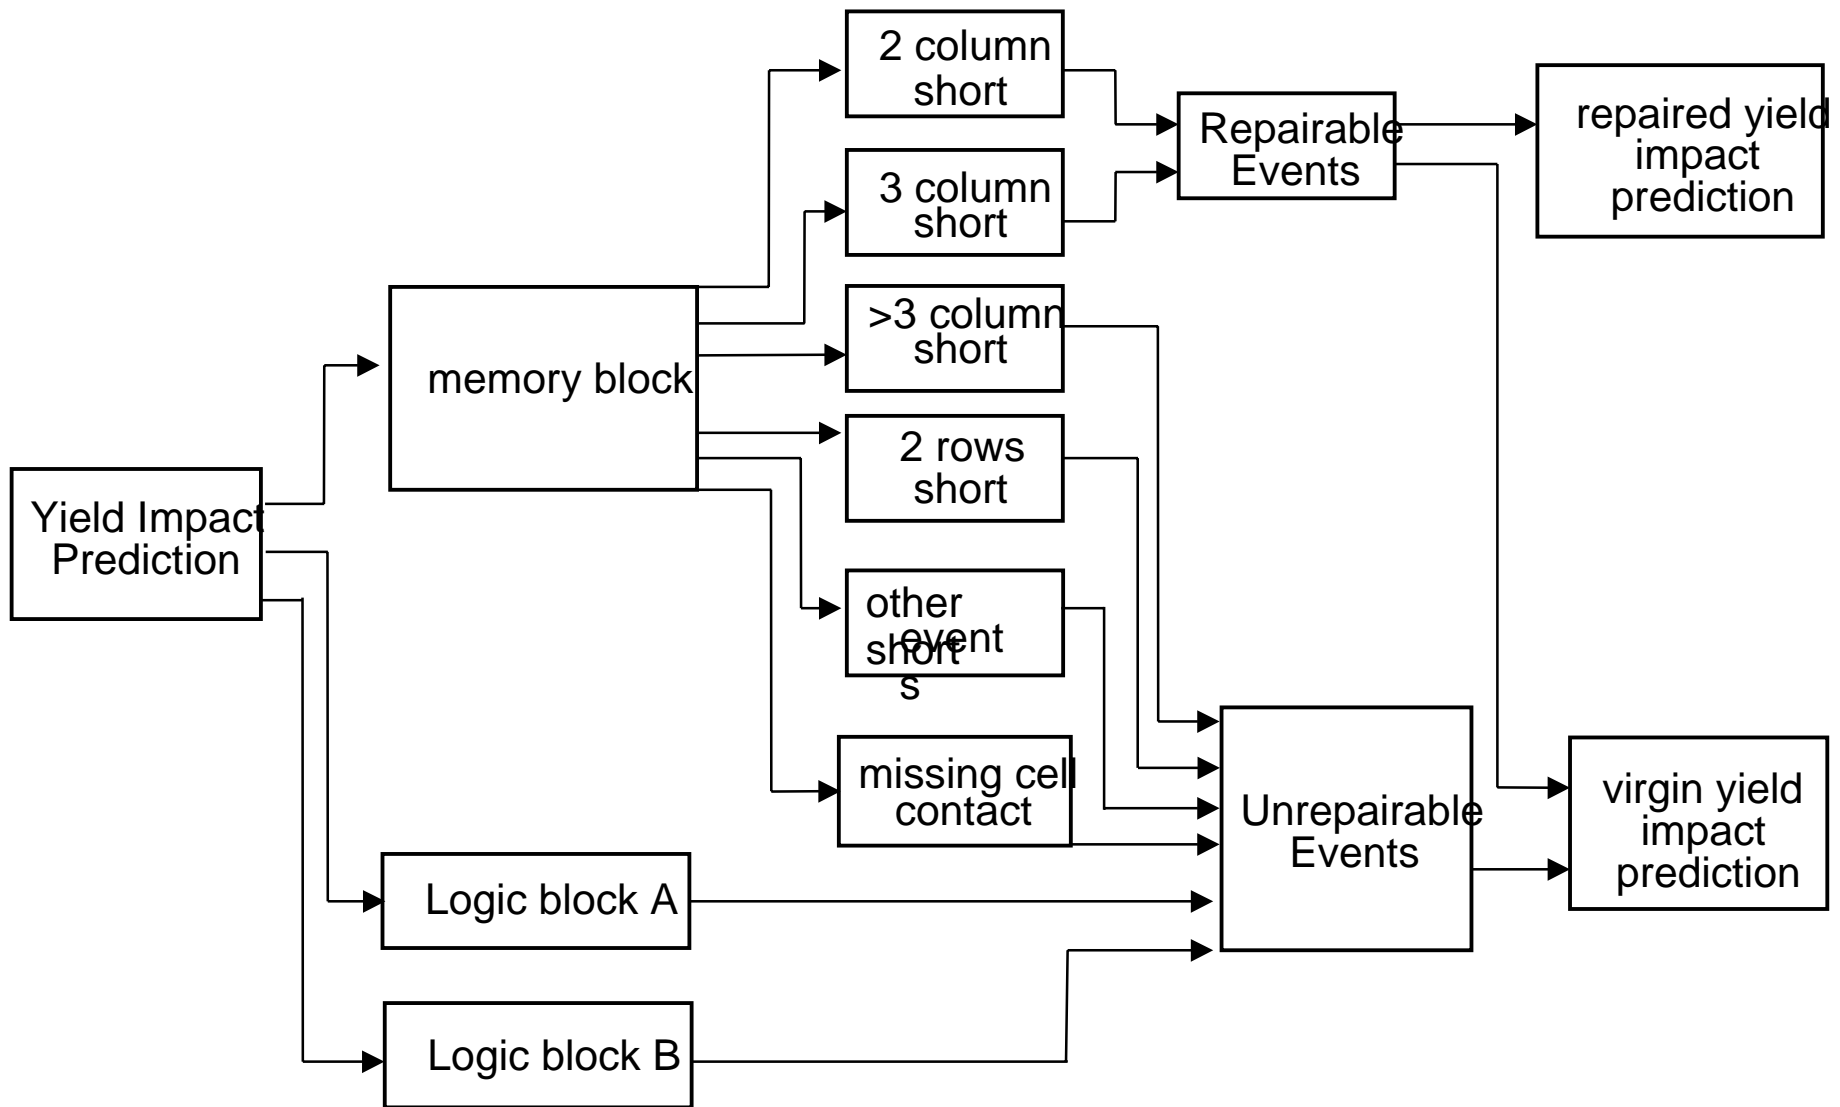 2 column
short
Repairable
Events
repaired yield
impact
prediction
3 column
short
>3 column
short
memory block
2 rows
short
Yield Impact
Prediction
other
event
short
s
missing cell
contact
Unrepairable
Events
virgin yield
impact
prediction
Logic block A
Logic block B